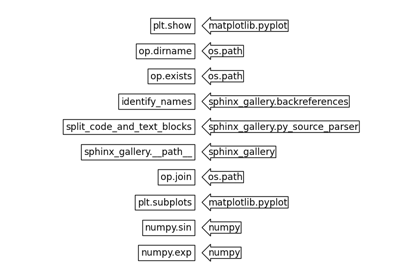 plt.show matplotlib.pyplot
op.dirname os.path
op.exists os.path
identify_names sphinx_gallery.backreferences
split_code_and_text_blocks sphinx_gallery.py_source_parser
sphinx_gallery.__path__ sphinx_gallery
op.join os.path
plt.subplots matplotlib.pyplot
numpy.sin numpy
numpy.exp numpy